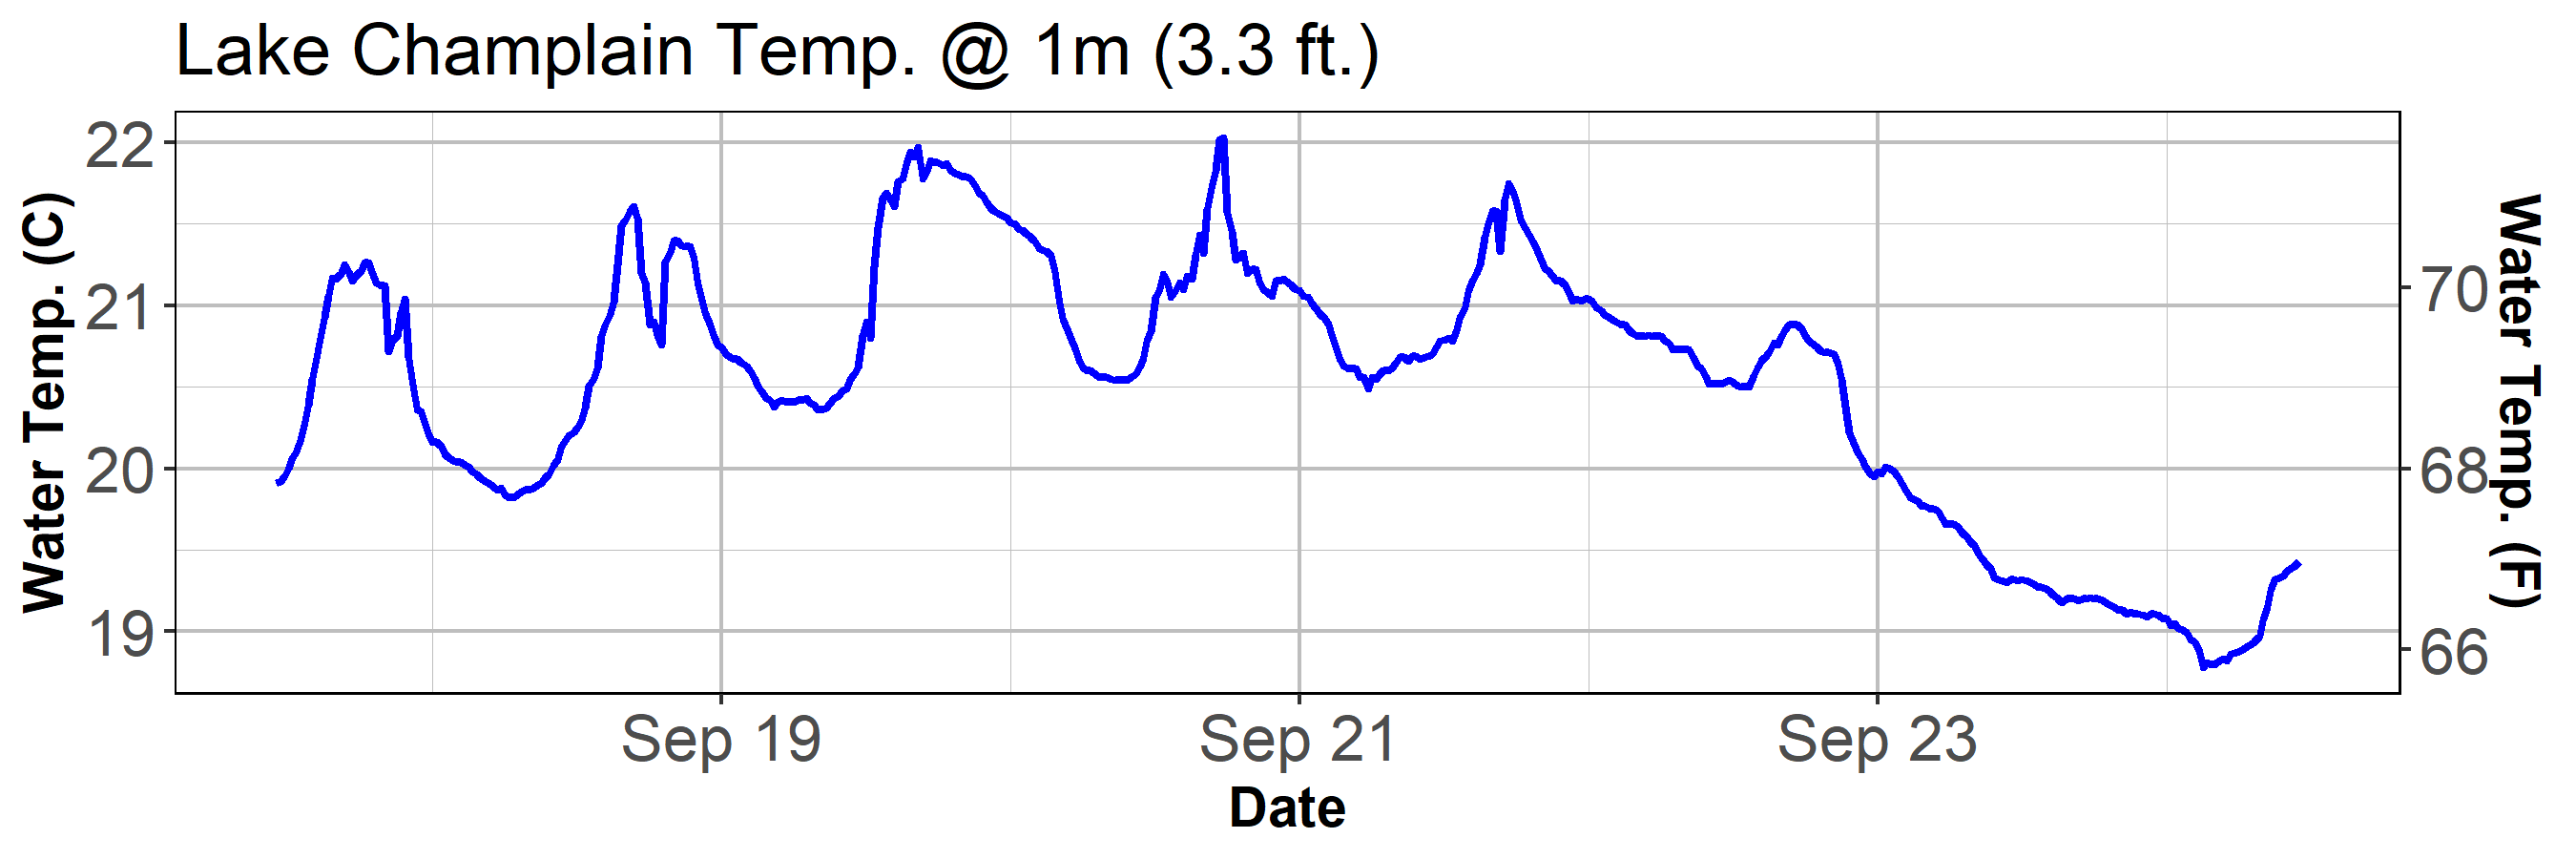 Lake Champlain Temp. @ 1m (3.3 ft.)
Water Temp. (C)
22
21
20
19
70
68
66
Water Temp. (F)
Sep 19
Sep 21
Sep 23
Date